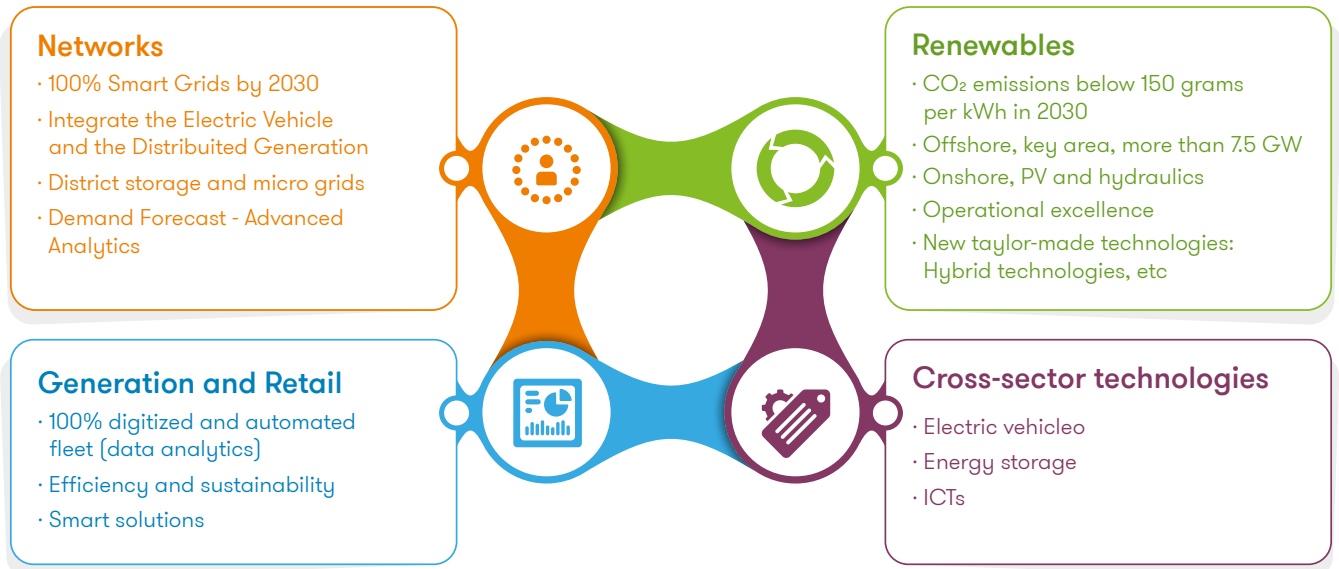 Networks
· 100% Smart Grids by 2030
· Integrate the Electric Vehicle
and the Distribuited Generation
· District storage and micro grids
· Demand Forecast - Advanced
Analytics
Renewables
· CO₂ emissions below 150 grams
per kWh in 2030
· Offshore, key area, more than 7.5 GW
· Onshore, PV and hydraulics
· Operational excellence
· New taylor-made technologies:
Hybrid technologies, etc
Generation and Retail
· 100% digitized and automated
fleet (data analytics)
· Efficiency and sustainability
· Smart solutions
Cross-sector technologies
· Electric vehicleo
· Energy storage
· ICTs